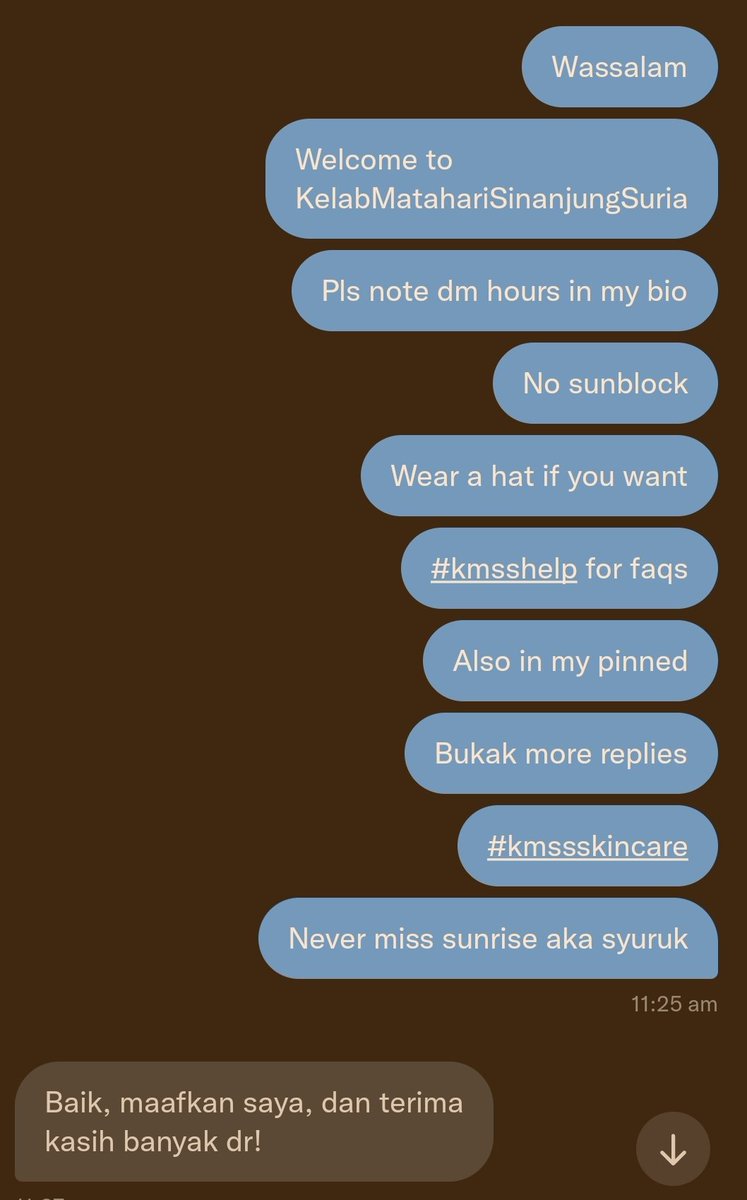 Wassalam
Welcome to
KelabMatahariSinanjungSuria
Pls note dm hours in my bio
No sunblock
Wear a hat if you want
#kmsshelp for faqs
Also in my pinned
Bukak more replies
#kmssskincare
Never miss sunrise aka syuruk
11:25 am
Baik, maafkan saya, dan terima
kasih banyak dr!